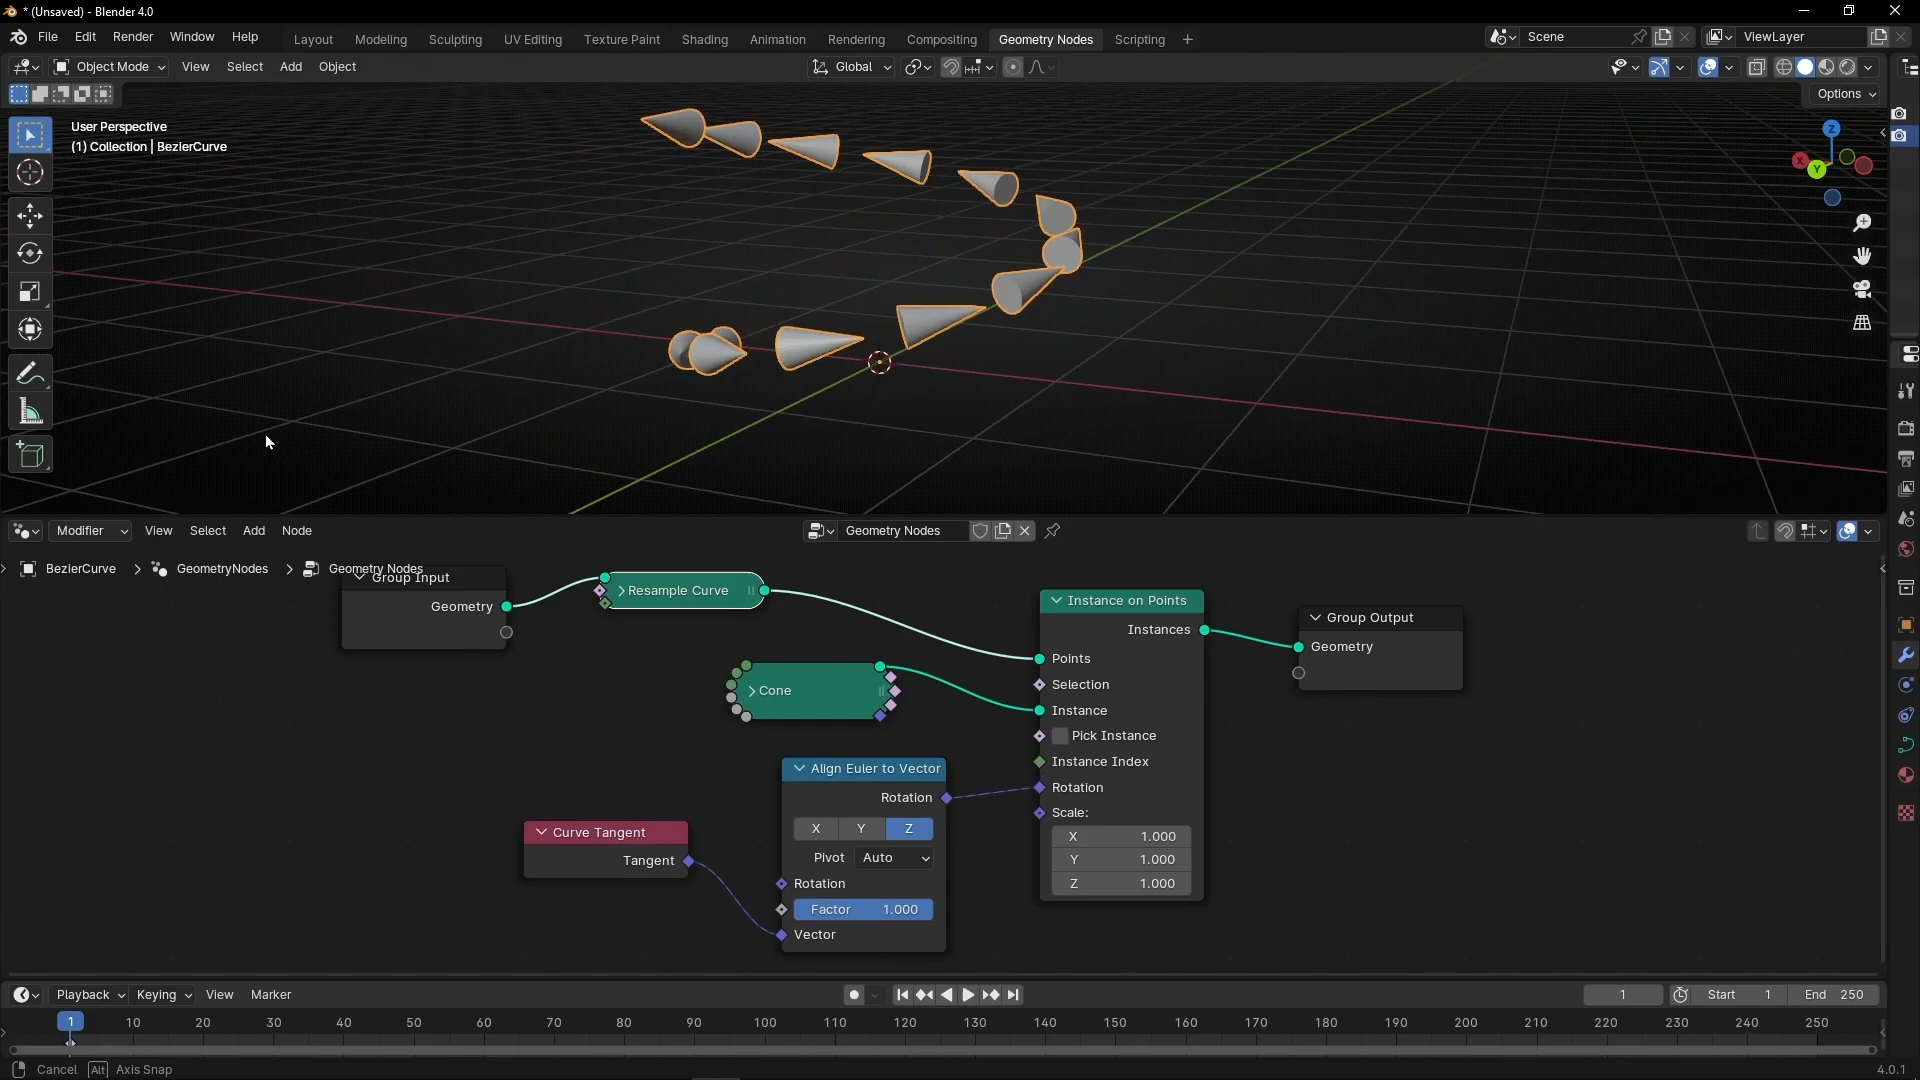 * (Unsaved) - Blender 4.0
File Edit Render Window Help
Layout Modeling Sculpting UV Editing Texture Paint Shading Animation Rendering Compositing Geometry Nodes Scripting +
Scene
ViewLayer
Object Mode View Select Add Object
Global
Options
User Perspective
(1) Collection | BezierCurve
Z
X
Y
Modifier View Select Add Node
Geometry Nodes
BezierCurve > GeometryNodes > Geometry Nodes
Group Input
Geometry
Resample Curve
Cone
Instance on Points
Instances
Points
Selection
Instance
Pick Instance
Instance Index
Rotation
Scale:
X 1.000
Y 1.000
Z 1.000
Group Output
Geometry
Align Euler to Vector
Rotation
X Y Z
Pivot Auto
Rotation
Factor 1.000
Vector
Curve Tangent
Tangent
Playback Keying View Marker
1
Start 1
End 250
1 10 20 30 40 50 60 70 80 90 100 110 120 130 140 150 160 170 180 190 200 210 220 230 240 250
Cancel Alt Axis Snap
4.0.1